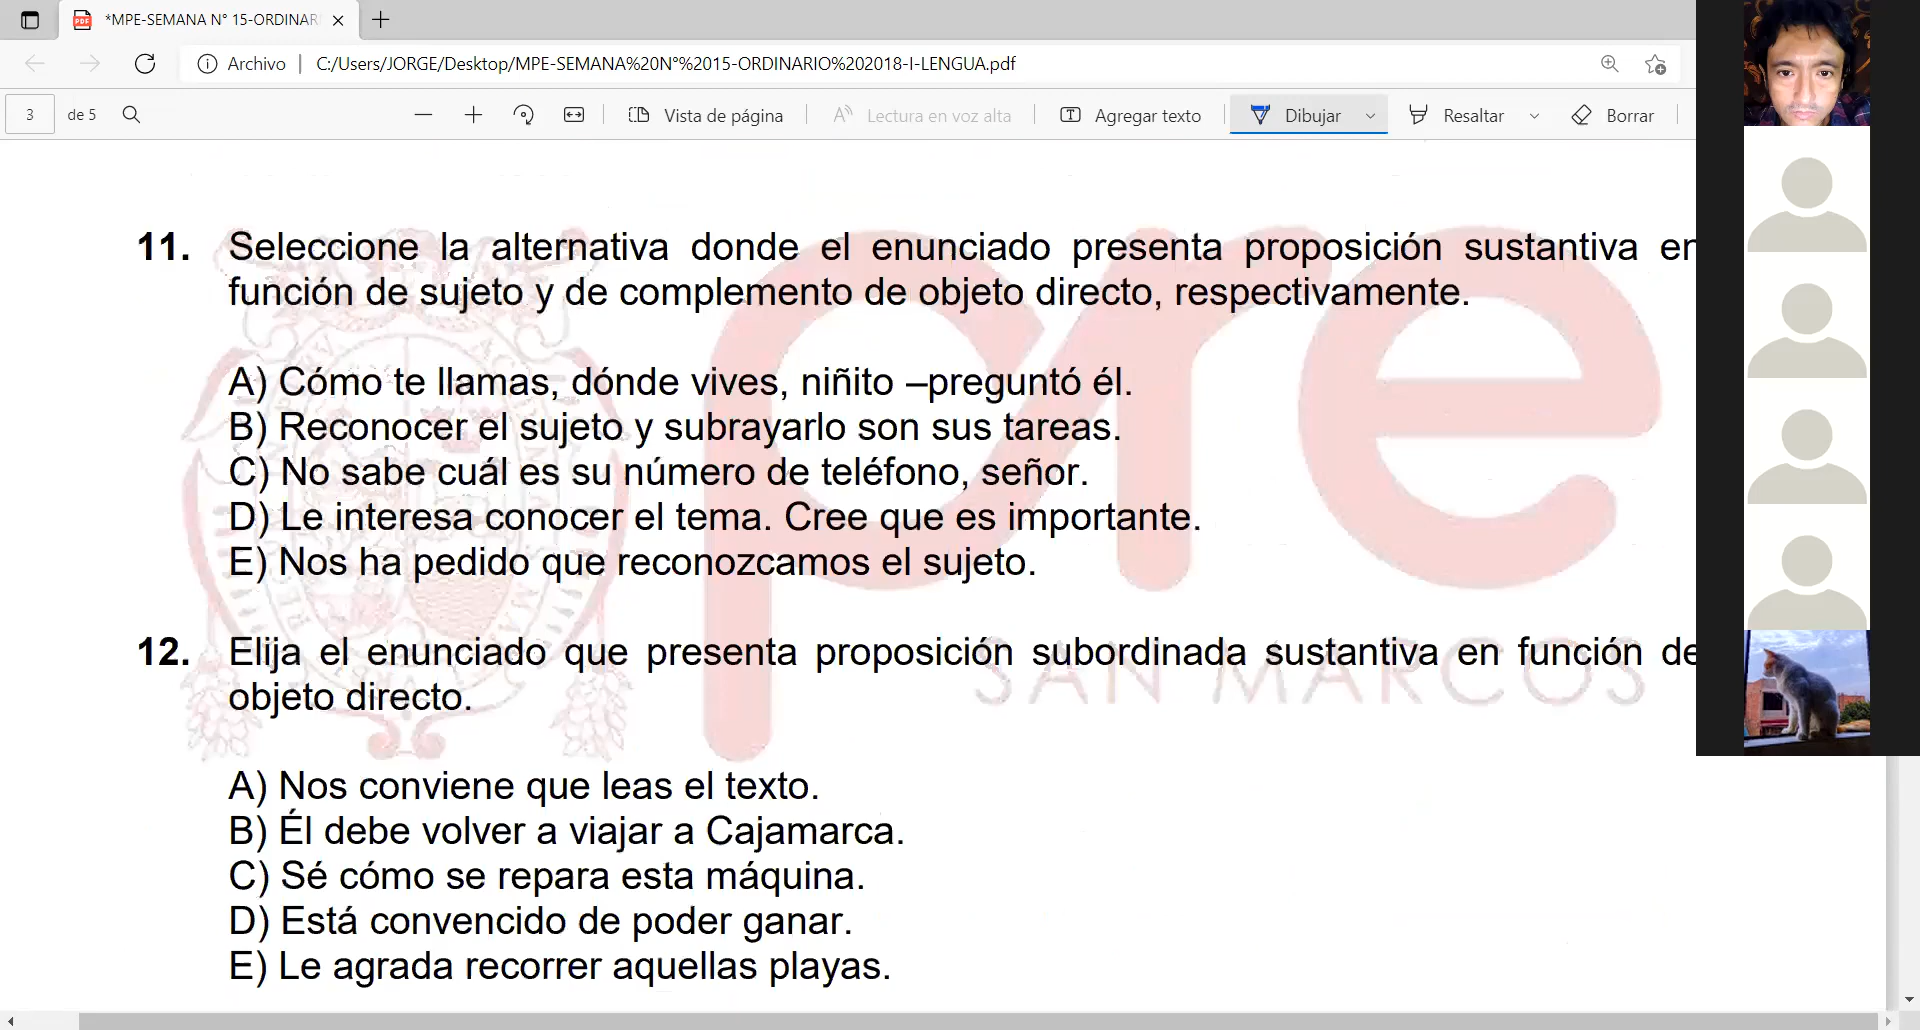 *MPE-SEMANA N° 15-ORDINAR
Archivo | C:/Users/JORGE/Desktop/MPE-SEMANA%20N°%2015-ORDINARIO%202018-I-LENGUA.pdf
3 de 5 Vista de página Lectura en voz alta Agregar texto Dibujar Resaltar Borrar
11. Seleccione la alternativa donde el enunciado presenta proposición sustantiva en
función de sujeto y de complemento de objeto directo, respectivamente.
A) Cómo te llamas, dónde vives, niñito –preguntó él.
B) Reconocer el sujeto y subrayarlo son sus tareas.
C) No sabe cuál es su número de teléfono, señor.
D) Le interesa conocer el tema. Cree que es importante.
E) Nos ha pedido que reconozcamos el sujeto.
12. Elija el enunciado que presenta proposición subordinada sustantiva en función de
objeto directo.
pre
SAN MARCOS
A) Nos conviene que leas el texto.
B) Él debe volver a viajar a Cajamarca.
C) Sé cómo se repara esta máquina.
D) Está convencido de poder ganar.
E) Le agrada recorrer aquellas playas.